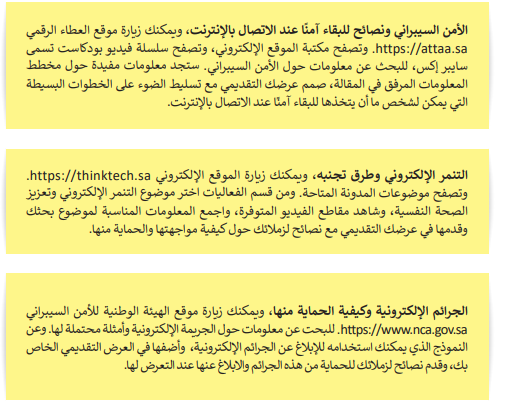 الأمن السيبراني ونصائح للبقاء آمنًا عند الاتصال بالإنترنت، ويمكنك زيارة موقع العطاء الرقمي
https://attaa.sa. وتصفح مكتبة الموقع الإلكتروني، وتصفح سلسلة فيديو بودكاست تسمى
سايبر إكس، للبحث عن معلومات حول الأمن السيبراني. ستجد معلومات مفيدة حول مخطط
المعلومات المرفق في المقالة، صمم عرضك التقديمي مع تسليط الضوء على الخطوات البسيطة
التي يمكن لشخص ما أن يتخذها للبقاء آمنًا عند الاتصال بالإنترنت.
التنمر الإلكتروني وطرق تجنبه، ويمكنك زيارة الموقع الإلكتروني https://thinktech.sa.
وتصفح موضوعات المدونة المتاحة. ومن قسم الفعاليات اختر موضوع التنمر الإلكتروني وتعزيز
الصحة النفسية، وشاهد مقاطع الفيديو المتوفرة، واجمع المعلومات المناسبة لموضوع بحثك
وقدمها في عرضك التقديمي مع نصائح لزملائك حول كيفية مواجهتها والحماية منها.
الجرائم الإلكترونية وكيفية الحماية منها، ويمكنك زيارة موقع الهيئة الوطنية للأمن السيبراني
https://www.nca.gov.sa. للبحث عن معلومات حول الجريمة الإلكترونية وأمثلة محتملة لها. وعن
النموذج الذي يمكنك استخدامه للإبلاغ عن الجرائم الإلكترونية، وأضفها في العرض التقديمي الخاص
بك، وقدم نصائح لزملائك للحماية من هذه الجرائم والابلاغ عنها عند التعرض لها.